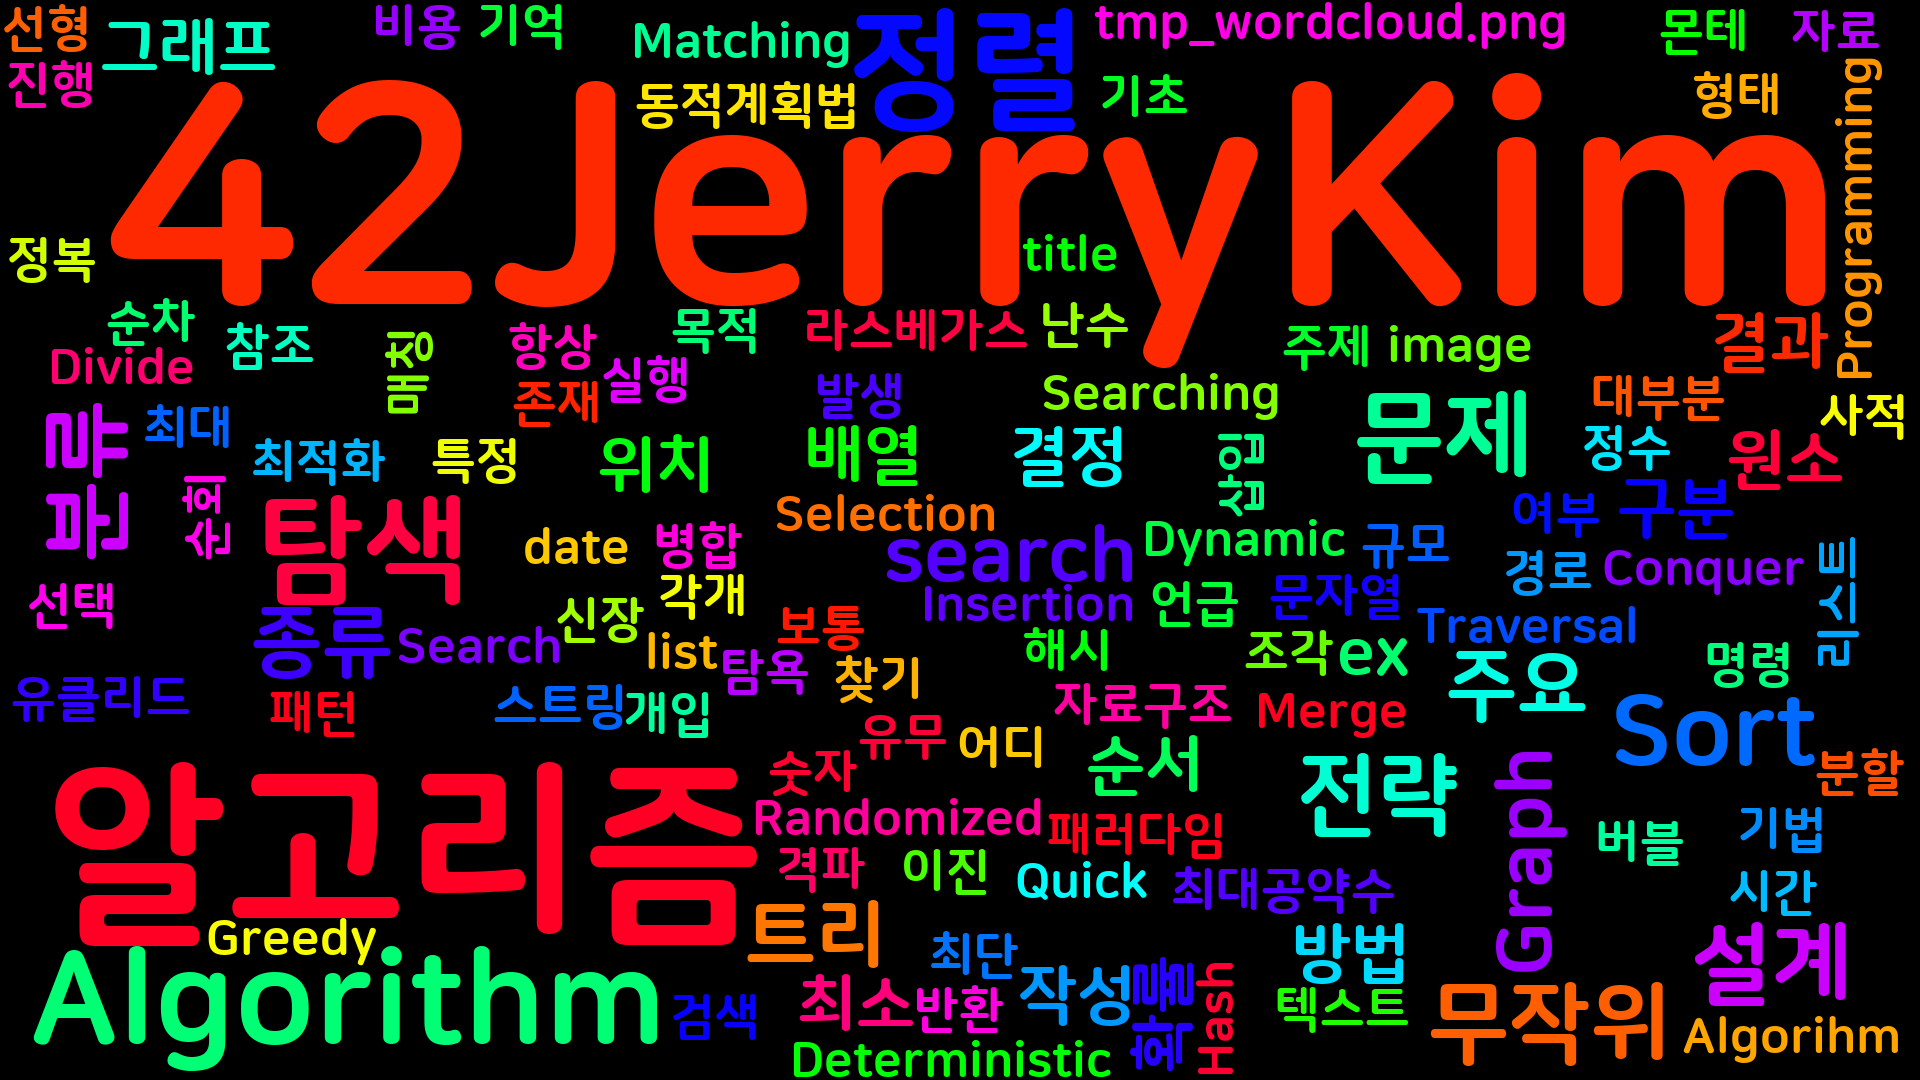 선형
그래프
비용
기억
Matching
정렬
tmp_wordcloud.png
몬테
자료
진행
동적계획법
기초
형태
Programming
42JerryKim
정복
title
순차
참조
Divide
매칭
항상
실행
존재
목적
라스베가스
난수
주제
image
결과
분류
최대
최적화
특정
위치
발생
배열
Searching
결정
삽입
문제
대부분
정수
원소
사적
순회
탐색
date
병합
Selection
search
Dynamic
규모
여부
구분
경로
Conquer
리스트
선택
종류
Search
신장
각개
list
탐욕
보통
Insertion
언급
문자열
찾기
해시
조각
ex
Traversal
주요
명령
유클리드
패턴
스트링
개입
유무
어디
자료구조
Merge
Sort
분할
알고리즘
숫자
순서
전략
Graph
Randomized
패러다임
버블
기법
격파
이진
Quick
최대공약수
시간
Greedy
트리
Algorithm
검색
최단
최소
반환
작성
Hash
방법
텍스트
설계
무작위
Algorihm
Deterministic